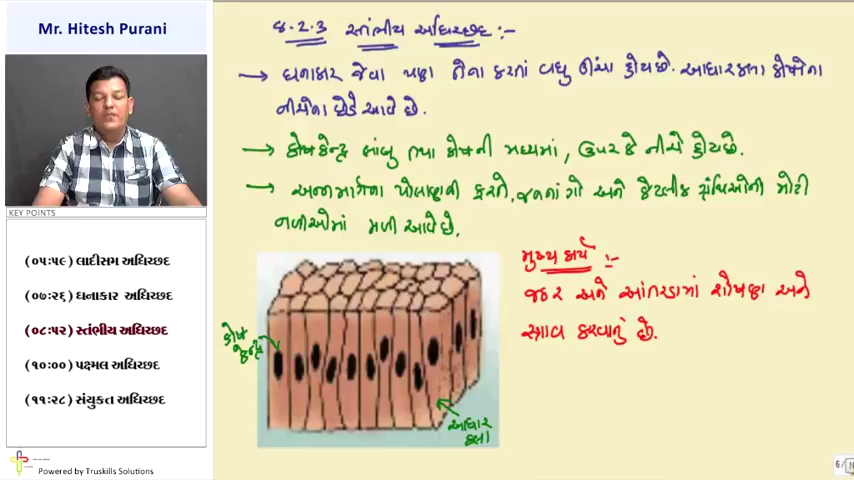 Mr. Hitesh Purani
KEY POINTS
(૦૫:૫૯) લાદીસમ અધિચ્છદ
(૦૭:૨૬) ઘનાકાર અધિચ્છદ
(૦૮:૫૨) સ્તંભીય અધિચ્છદ
(૧૦:૦૦) પક્ષ્મલ અધિચ્છદ
(૧૧:૨૮) સંયુક્ત અધિચ્છદ
Powered by Truskills Solutions
૪.૨.૩ સ્તંભીય અધિચ્છદ :-
→ ઘનાકાર જેવા પણ તેના કરતાં વધુ ઊંચા હોય છે. આધારકલા કોષોના
નીચેના છેડે આવે છે.
→ કોષકેન્દ્ર લાંબુ તથા કોષની મધ્યમાં, ઉપર કે નીચે હોય છે.
→ અન્નમાર્ગના પોલાણની ફરતે, જનનાંગો અને કેટલીક ગ્રંથિઓની મોટી
નળીઓમાં મળી આવે છે.
મુખ્ય કાર્ય :-
જઠર અને આંતરડામાં શોષણ અને
સ્ત્રાવ કરવાનું છે.
કોષ
કેન્દ્ર
આધાર
કલા
6/